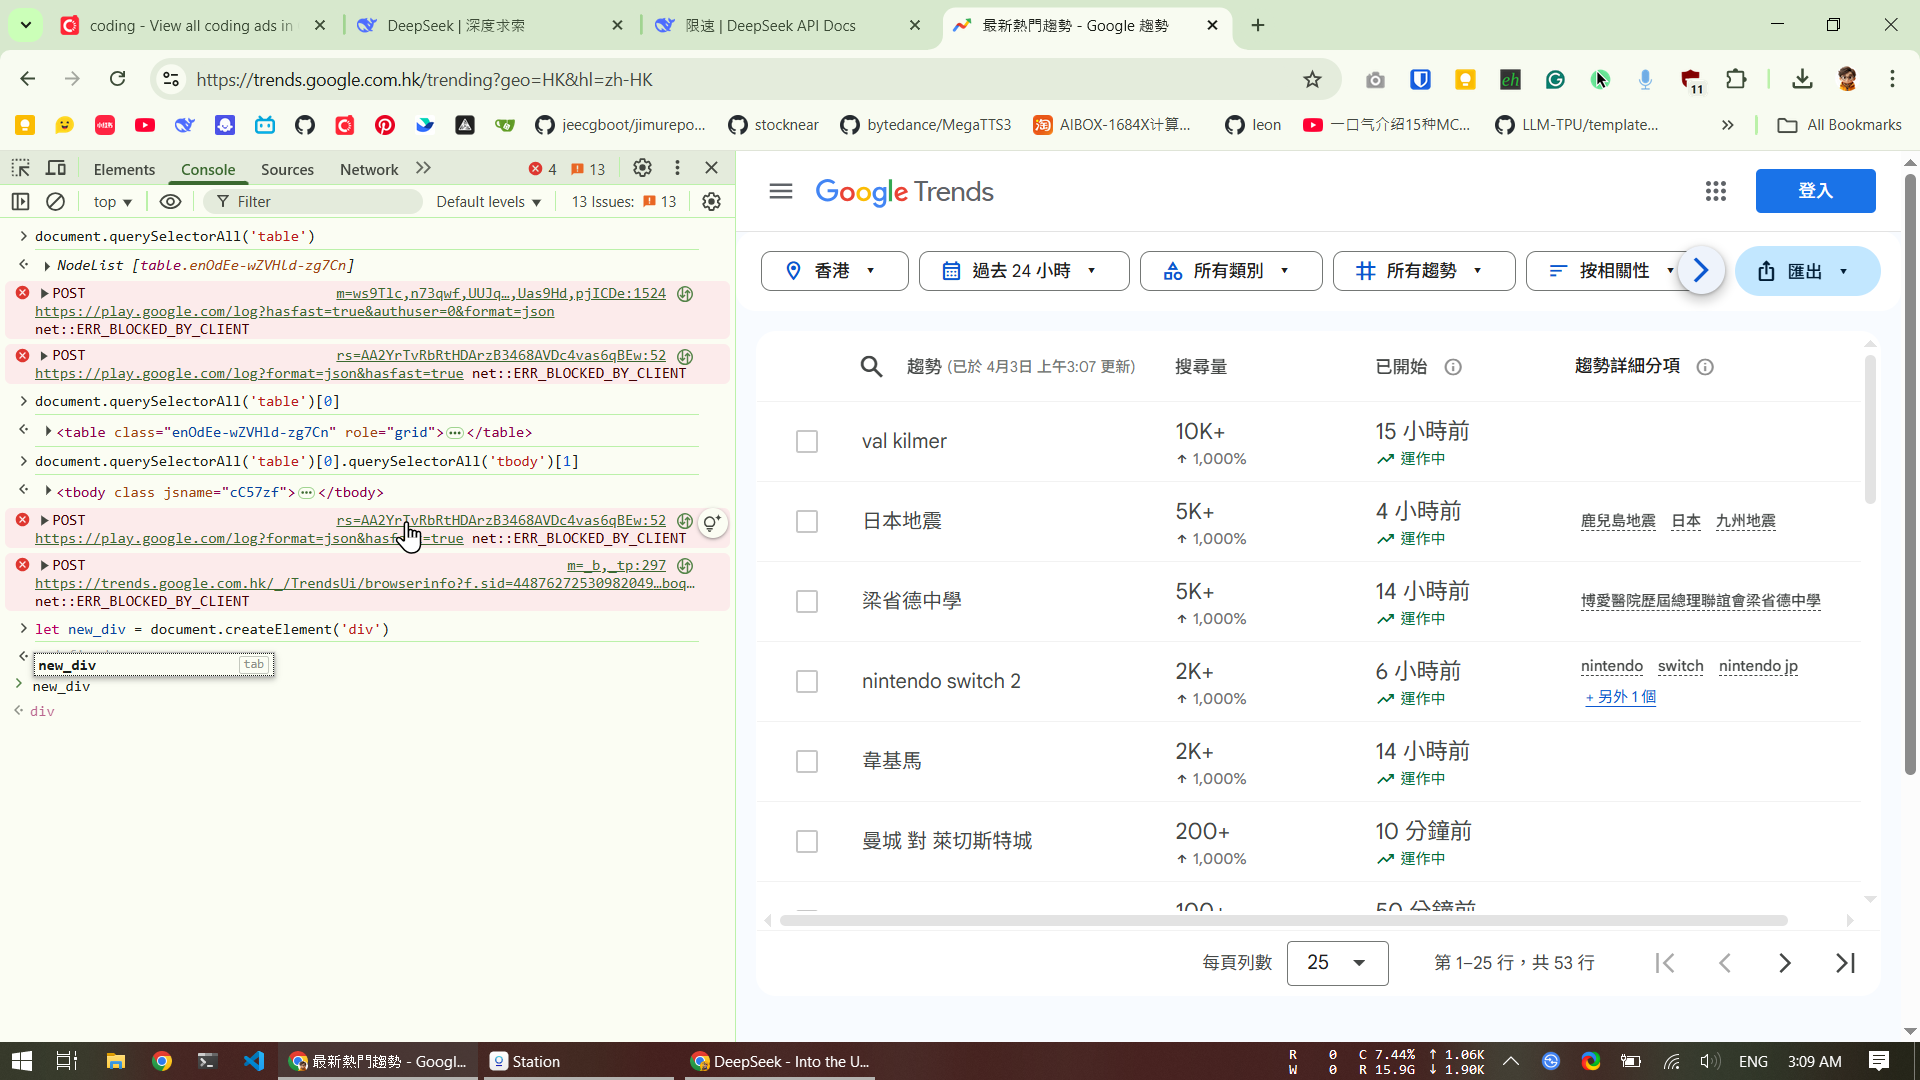 coding - View all coding ads in
DeepSeek | 深度求索
限速 | DeepSeek API Docs
最新熱門趨勢 - Google 趨勢
https://trends.google.com.hk/trending?geo=HK&hl=zh-HK
11
jeecgboot/jimurepo...
stocknear
bytedance/MegaTTS3
AIBOX-1684X计算...
leon
一口气介绍15种MC...
LLM-TPU/template...
All Bookmarks
Elements
Console
Sources
Network
4
13
top
Filter
Default levels
13 Issues:
13
document.querySelectorAll('table')
NodeList [table.enOdEe-wZVHld-zg7Cn]
POST
m=ws9Tlc,n73qwf,UUJq…,Uas9Hd,pjICDe:1524
https://play.google.com/log?hasfast=true&authuser=0&format=json
net::ERR_BLOCKED_BY_CLIENT
POST
rs=AA2YrTvRbRtHDArzB3468AVDc4vas6qBEw:52
https://play.google.com/log?format=json&hasfast=true net::ERR_BLOCKED_BY_CLIENT
document.querySelectorAll('table')[0]
<table class="enOdEe-wZVHld-zg7Cn" role="grid">…</table>
document.querySelectorAll('table')[0].querySelectorAll('tbody')[1]
<tbody class jsname="cC57zf">…</tbody>
POST
rs=AA2YrTvRbRtHDArzB3468AVDc4vas6qBEw:52
https://play.google.com/log?format=json&hasfast=true net::ERR_BLOCKED_BY_CLIENT
POST
m=_b,_tp:297
https://trends.google.com.hk/_/TrendsUi/browserinfo?f.sid=44876272530982049…boq…
net::ERR_BLOCKED_BY_CLIENT
let new_div = document.createElement('div')
new_div
tab
new_div
div
Google Trends
登入
香港
過去 24 小時
所有類別
所有趨勢
按相關性
匯出
趨勢 (已於 4月3日 上午3:07 更新)
搜尋量
已開始
趨勢詳細分項
val kilmer
10K+
1,000%
15 小時前
運作中
日本地震
5K+
1,000%
4 小時前
運作中
鹿兒島地震 日本 九州地震
梁省德中學
5K+
1,000%
14 小時前
運作中
博愛醫院歷屆總理聯誼會梁省德中學
nintendo switch 2
2K+
1,000%
6 小時前
運作中
nintendo switch nintendo jp
+ 另外 1 個
韋基馬
2K+
1,000%
14 小時前
運作中
曼城 對 萊切斯特城
200+
1,000%
10 分鐘前
運作中
100+
50 分鐘前
每頁列數
25
第 1–25 行，共 53 行
最新熱門趨勢 - Googl...
Station
DeepSeek - Into the U...
R 0 C 7.44% ↑ 1.06K
W 0 R 15.9G ↓ 1.90K
ENG
3:09 AM